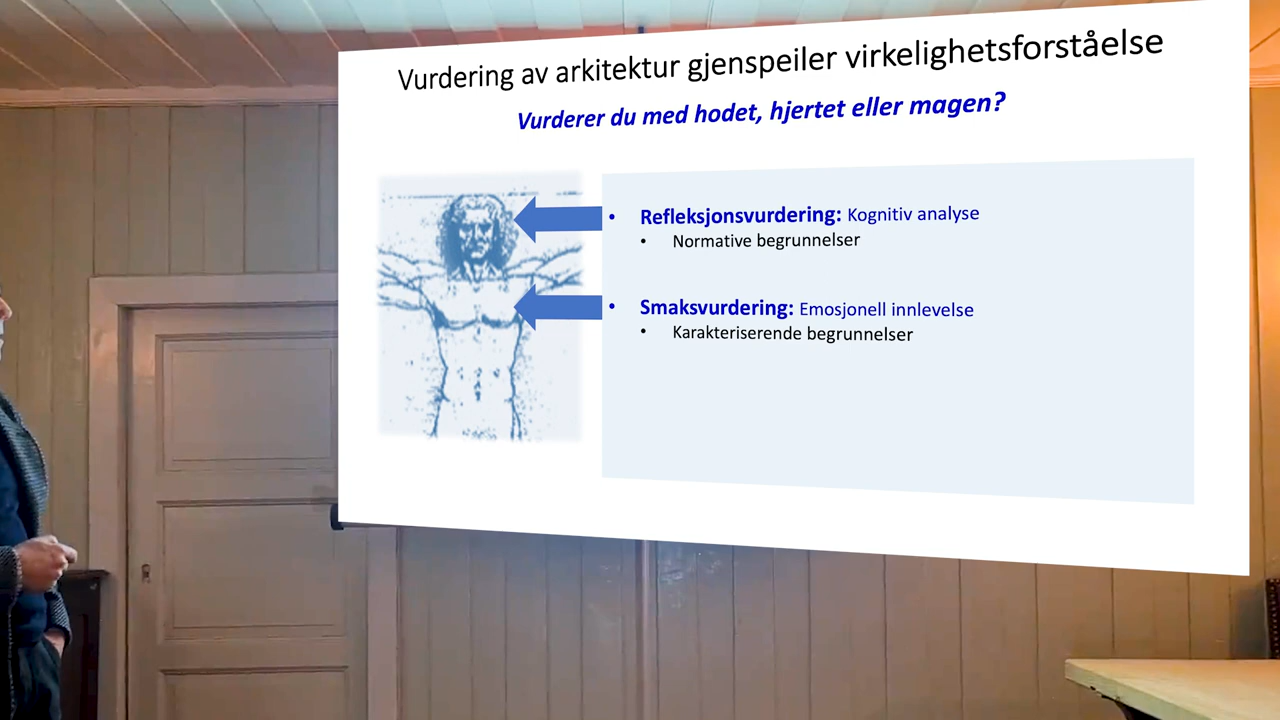 Vurdering av arkitektur gjenspeiler virkelighetsforståelse
Vurderer du med hodet, hjertet eller magen?
• Refleksjonsvurdering: Kognitiv analyse
• Normative begrunnelser
• Smaksvurdering: Emosjonell innlevelse
• Karakteriserende begrunnelser